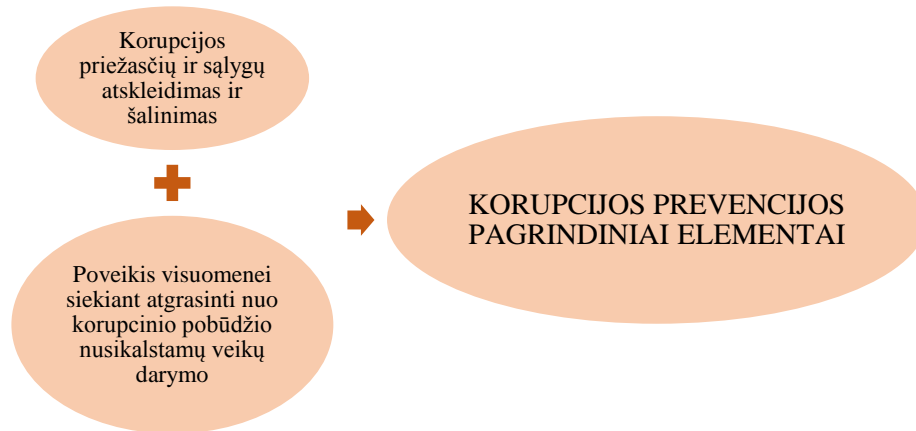 Korupcijos
priežasčių ir sąlygų
atskleidimas ir
šalinimas
Poveikis visuomenei
siekiant atgrasinti nuo
korupcinio pobūdžio
nusikalstamų veikų
darymo
KORUPCIJOS PREVENCIJOS
PAGRINDINIAI ELEMENTAI